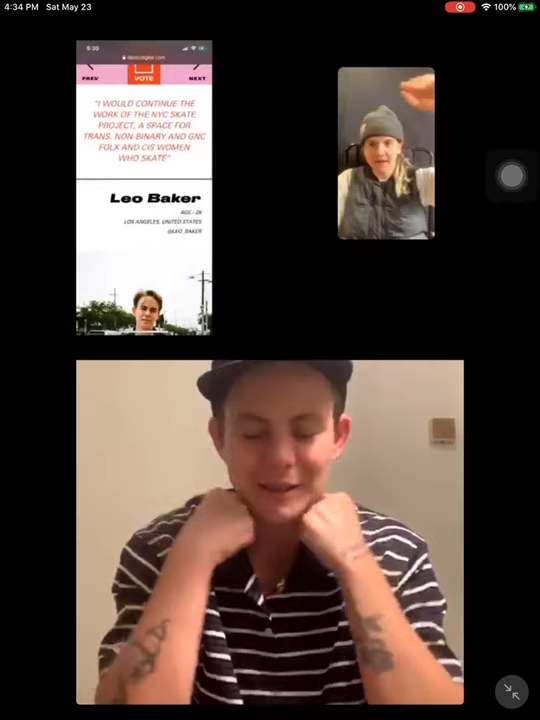 4:34 PM Sat May 23
100%
5:30
PREV
VOTE
NEXT
"I WOULD CONTINUE THE
WORK OF THE NYC SKATE
PROJECT, A SPACE FOR
TRANS, NON-BINARY AND GNC
FOLX AND CIS WOMEN
WHO SKATE"
Leo Baker
AGE - 28
LOS ANGELES, UNITED STATES
@LEO_BAKER